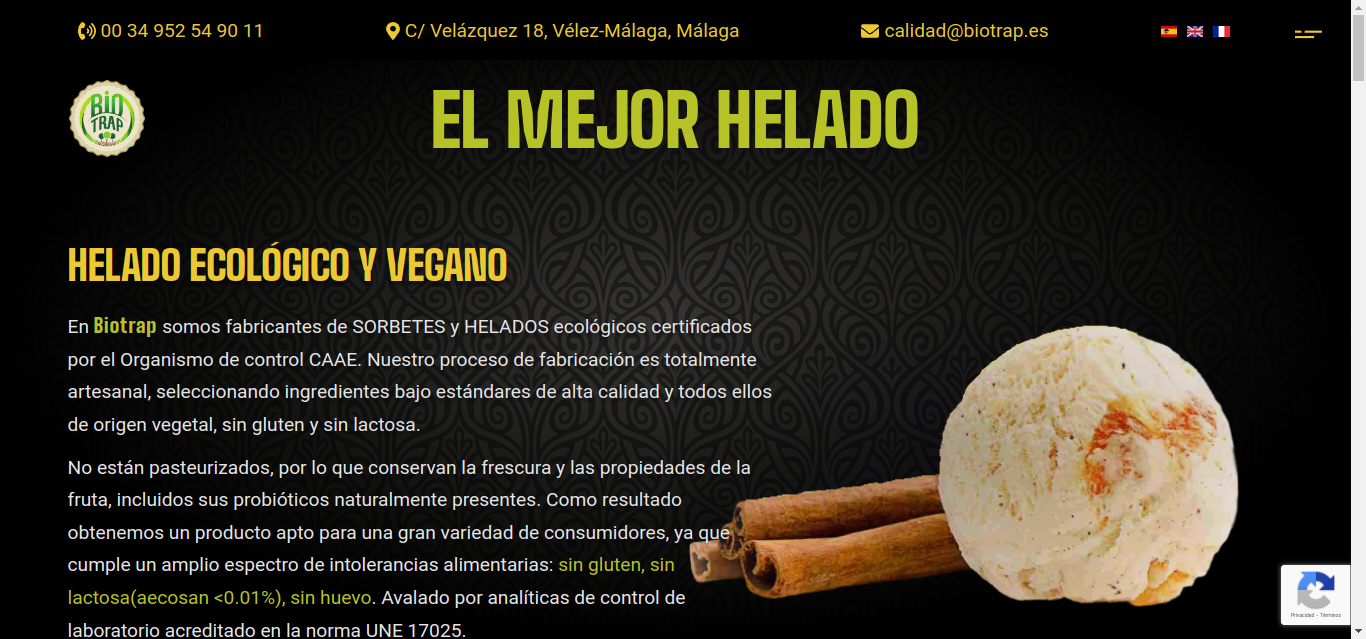 00 34 952 54 90 11
C/ Velázquez 18, Vélez-Málaga, Málaga
calidad@biotrap.es
BIO
TRAP
EL MEJOR HELADO
HELADO ECOLÓGICO Y VEGANO
En Biotrap somos fabricantes de SORBETES y HELADOS ecológicos certificados
por el Organismo de control CAAE. Nuestro proceso de fabricación es totalmente
artesanal, seleccionando ingredientes bajo estándares de alta calidad y todos ellos
de origen vegetal, sin gluten y sin lactosa.
No están pasteurizados, por lo que conservan la frescura y las propiedades de la
fruta, incluidos sus probióticos naturalmente presentes. Como resultado
obtenemos un producto apto para una gran variedad de consumidores, ya que
cumple un amplio espectro de intolerancias alimentarias: sin gluten, sin
lactosa(aecosan <0.01%), sin huevo. Avalado por analíticas de control de
laboratorio acreditado en la norma UNE 17025.
Privacidad - Términos